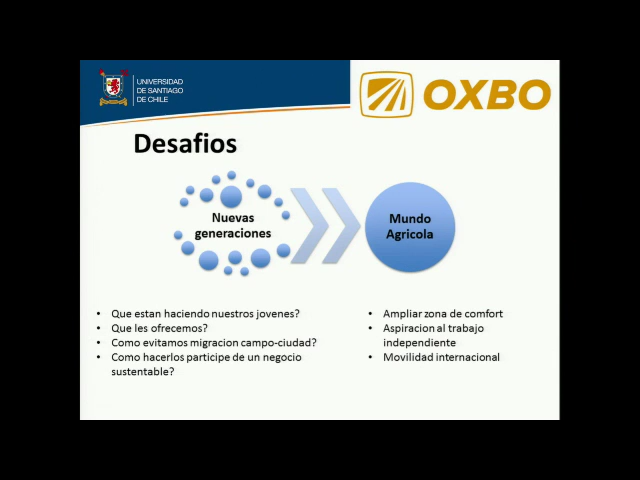 UNIVERSIDAD
DE SANTIAGO
DE CHILE
OXBO
Desafios
Nuevas
generaciones
Mundo
Agricola
• Que estan haciendo nuestros jovenes?
• Que les ofrecemos?
• Como evitamos migracion campo-ciudad?
• Como hacerlos participe de un negocio
sustentable?
• Ampliar zona de comfort
• Aspiracion al trabajo
independiente
• Movilidad internacional